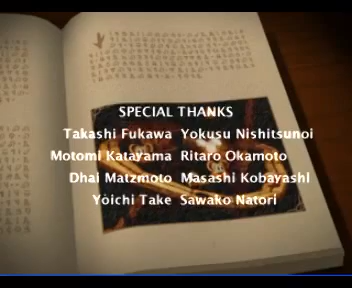 SPECIAL THANKS
Takashi Fukawa Yokusu Nishitsunoi
Motomi Katayama Ritaro Okamoto
Dhai Matzmoto Masashi KobayashI
Yoichi Take Sawako Natori